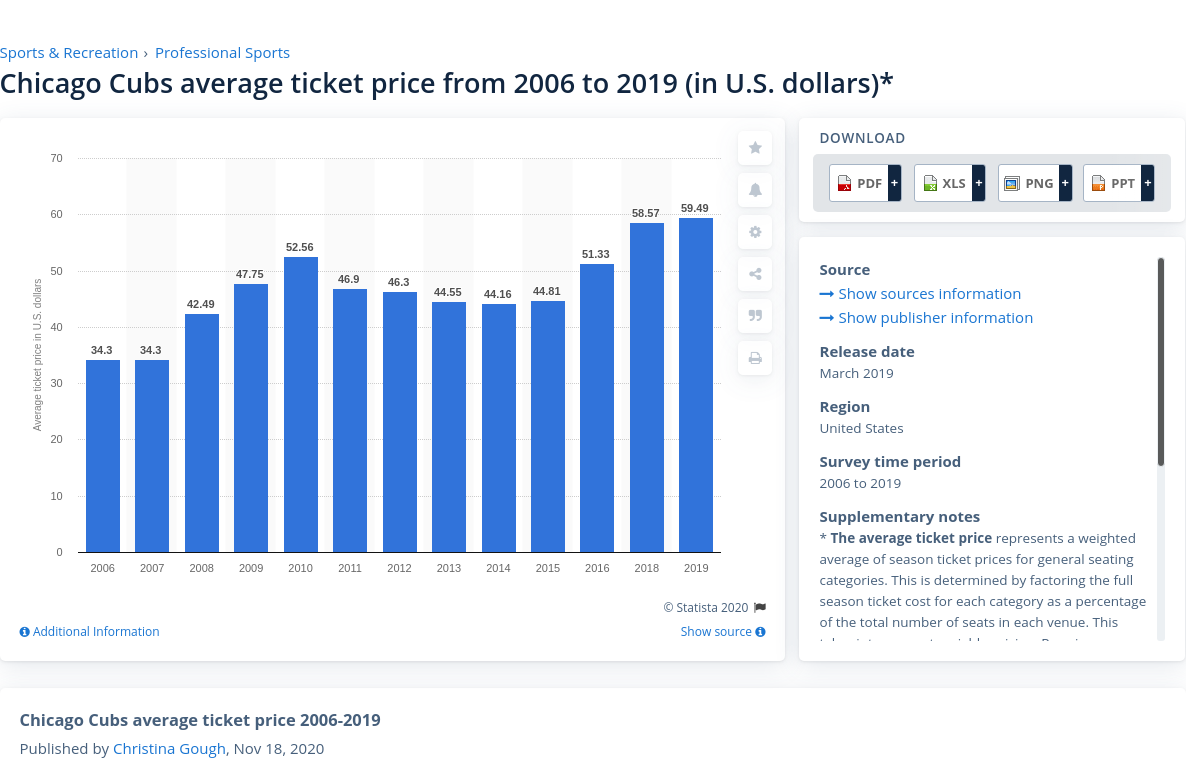 Sports & Recreation › Professional Sports
Chicago Cubs average ticket price from 2006 to 2019 (in U.S. dollars)*
Average ticket price in U.S. dollars
70
60
50
40
30
20
10
0
34.3
34.3
42.49
47.75
52.56
46.9
46.3
44.55
44.16
44.81
51.33
58.57
59.49
2006 2007 2008 2009 2010 2011 2012 2013 2014 2015 2016 2018 2019
© Statista 2020
Additional Information
Show source
DOWNLOAD
PDF + XLS + PNG + PPT +
Source
Show sources information
Show publisher information
Release date
March 2019
Region
United States
Survey time period
2006 to 2019
Supplementary notes
* The average ticket price represents a weighted
average of season ticket prices for general seating
categories. This is determined by factoring the full
season ticket cost for each category as a percentage
of the total number of seats in each venue. This
Chicago Cubs average ticket price 2006-2019
Published by Christina Gough, Nov 18, 2020